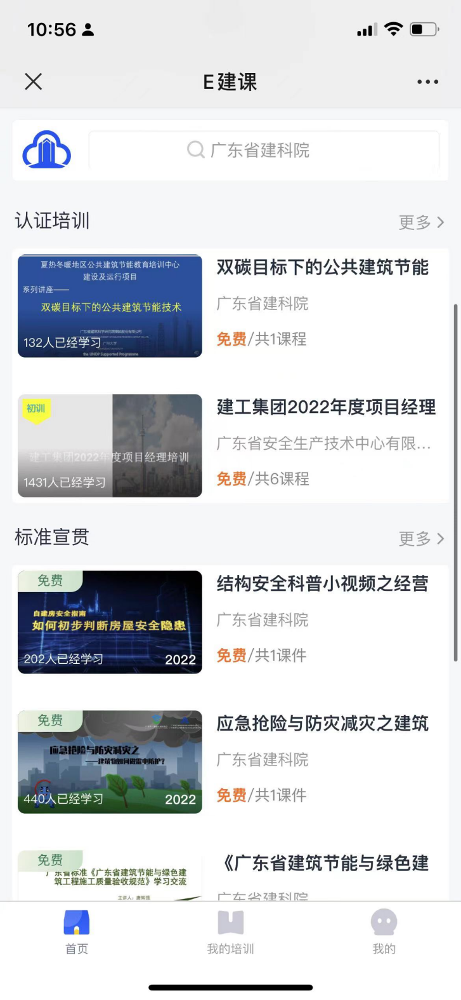 10:56
E建课
广东省建科院
认证培训
更多
夏热冬暖地区公共建筑节能教育培训中心
建设及运行项目
系列讲座——
双碳目标下的公共建筑节能技术
广州大学
132人已经学习
the UNDP Supported Programme
双碳目标下的公共建筑节能
广东省建科院
免费/共1课程
初训
建工集团2022年度项目经理培训
1431人已经学习
建工集团2022年度项目经理
广东省安全生产技术中心有限...
免费/共6课程
标准宣贯
更多
免费
自建房安全指南
如何初步判断房屋安全隐患
202人已经学习
2022
结构安全科普小视频之经营
广东省建科院
免费/共1课件
免费
应急抢险与防灾减灾之
——建筑物如何做雷电防护?
440人已经学习
2022
应急抢险与防灾减灾之建筑
广东省建科院
免费/共1课件
免费
广东省标准《广东省建筑节能与绿色建
筑工程施工质量验收规范》学习交流
主讲人：唐辉强
《广东省建筑节能与绿色建
广东省建科院
首页
我的培训
我的